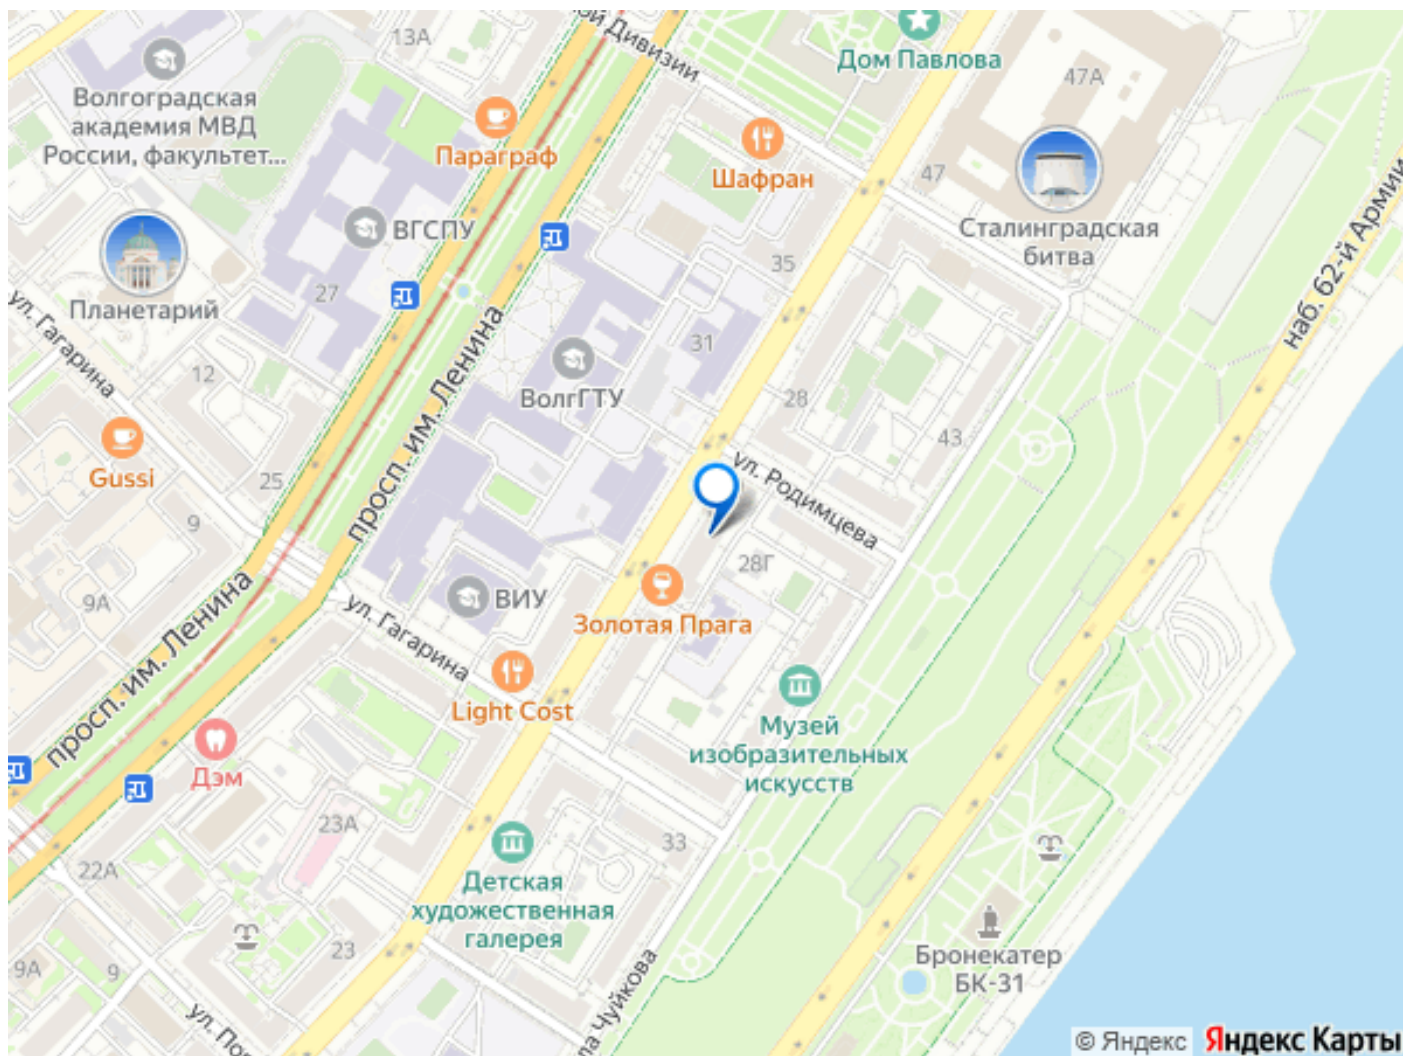 13А
ой Дивизии
Дом Павлова
47А
Волгоградская
академия МВД
России, факультет...
Параграф
Шафран
47
Сталинградская
битва
наб. 62-й Армии
ВГСПУ
35
27
Планетарий
ул. Гагарина
31
12
ВолгГТУ
28
просп. им. Ленина
43
Gussi
25
ул. Родимцева
9
28Г
9А
ВИУ
Золотая Прага
ул. Гагарина
просп. им. Ленина
Light Cost
Музей
изобразительных
искусств
Дэм
23А
33
22А
Детская
художественная
галерея
23
9А
9
Бронекатер
БК-31
ул. По
а Чуйкова
© Яндекс
Яндекс Карты